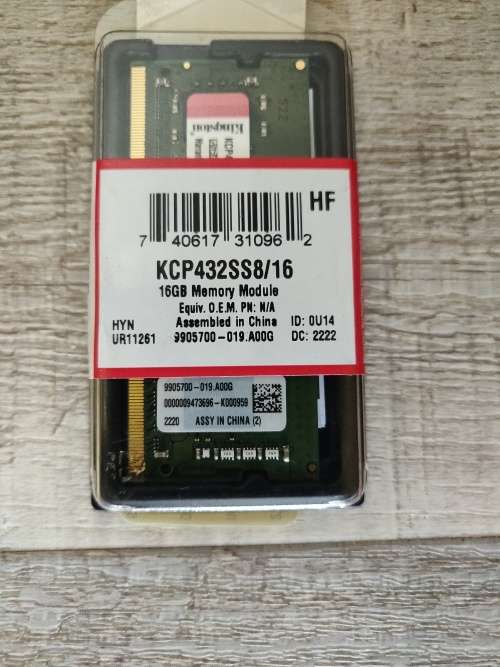 522
Kingston
HF
7 40617 31096 2
KCP432SS8/16
16GB Memory Module
Equiv. O.E.M. PN: N/A
HYN Assembled in China ID: 0U14
UR11261 9905700-019.A00G DC: 2222
9905700-019.A00G
0000009473696-K000959
2220 ASSY IN CHINA (2)